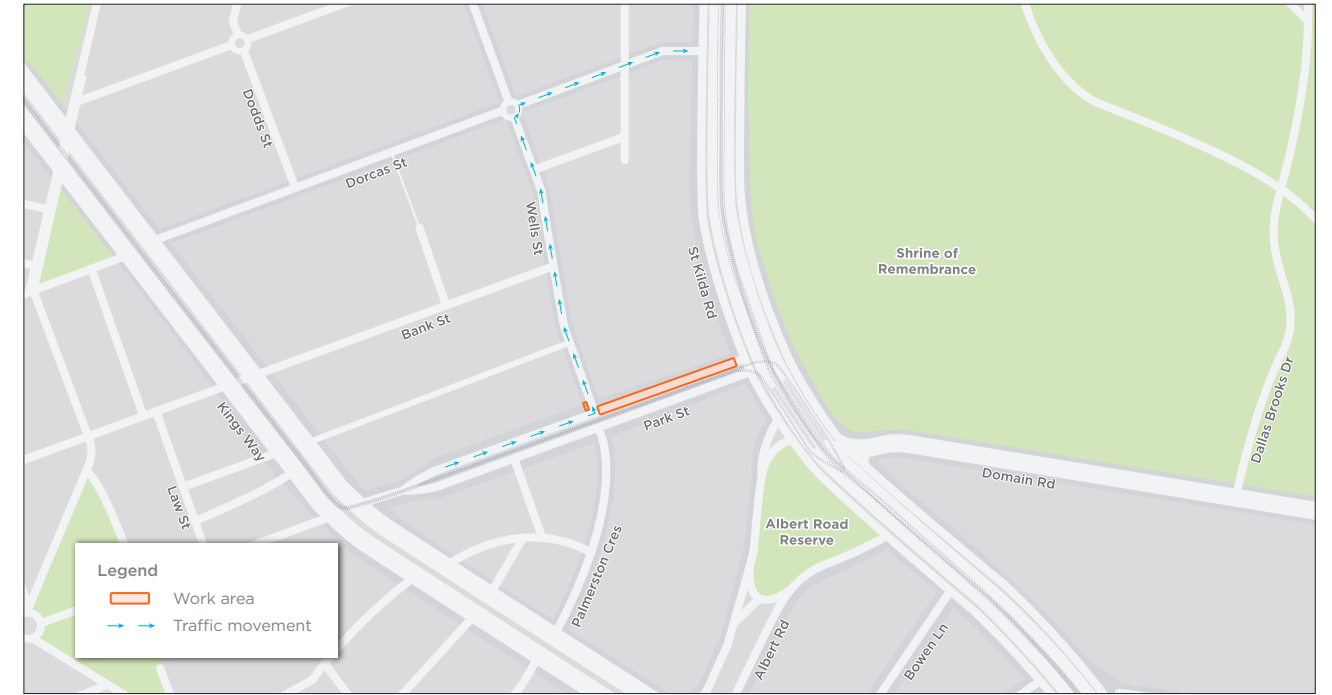 Dodds St
Dorcas St
Wells St
St Kilda Rd
Shrine of
Remembrance
Bank St
Kings Way
Park St
Dallas Brooks Dr
Law St
Domain Rd
Albert Road
Reserve
Palmerston Cres
Albert Rd
Bowen Ln
Legend
Work area
Traffic movement